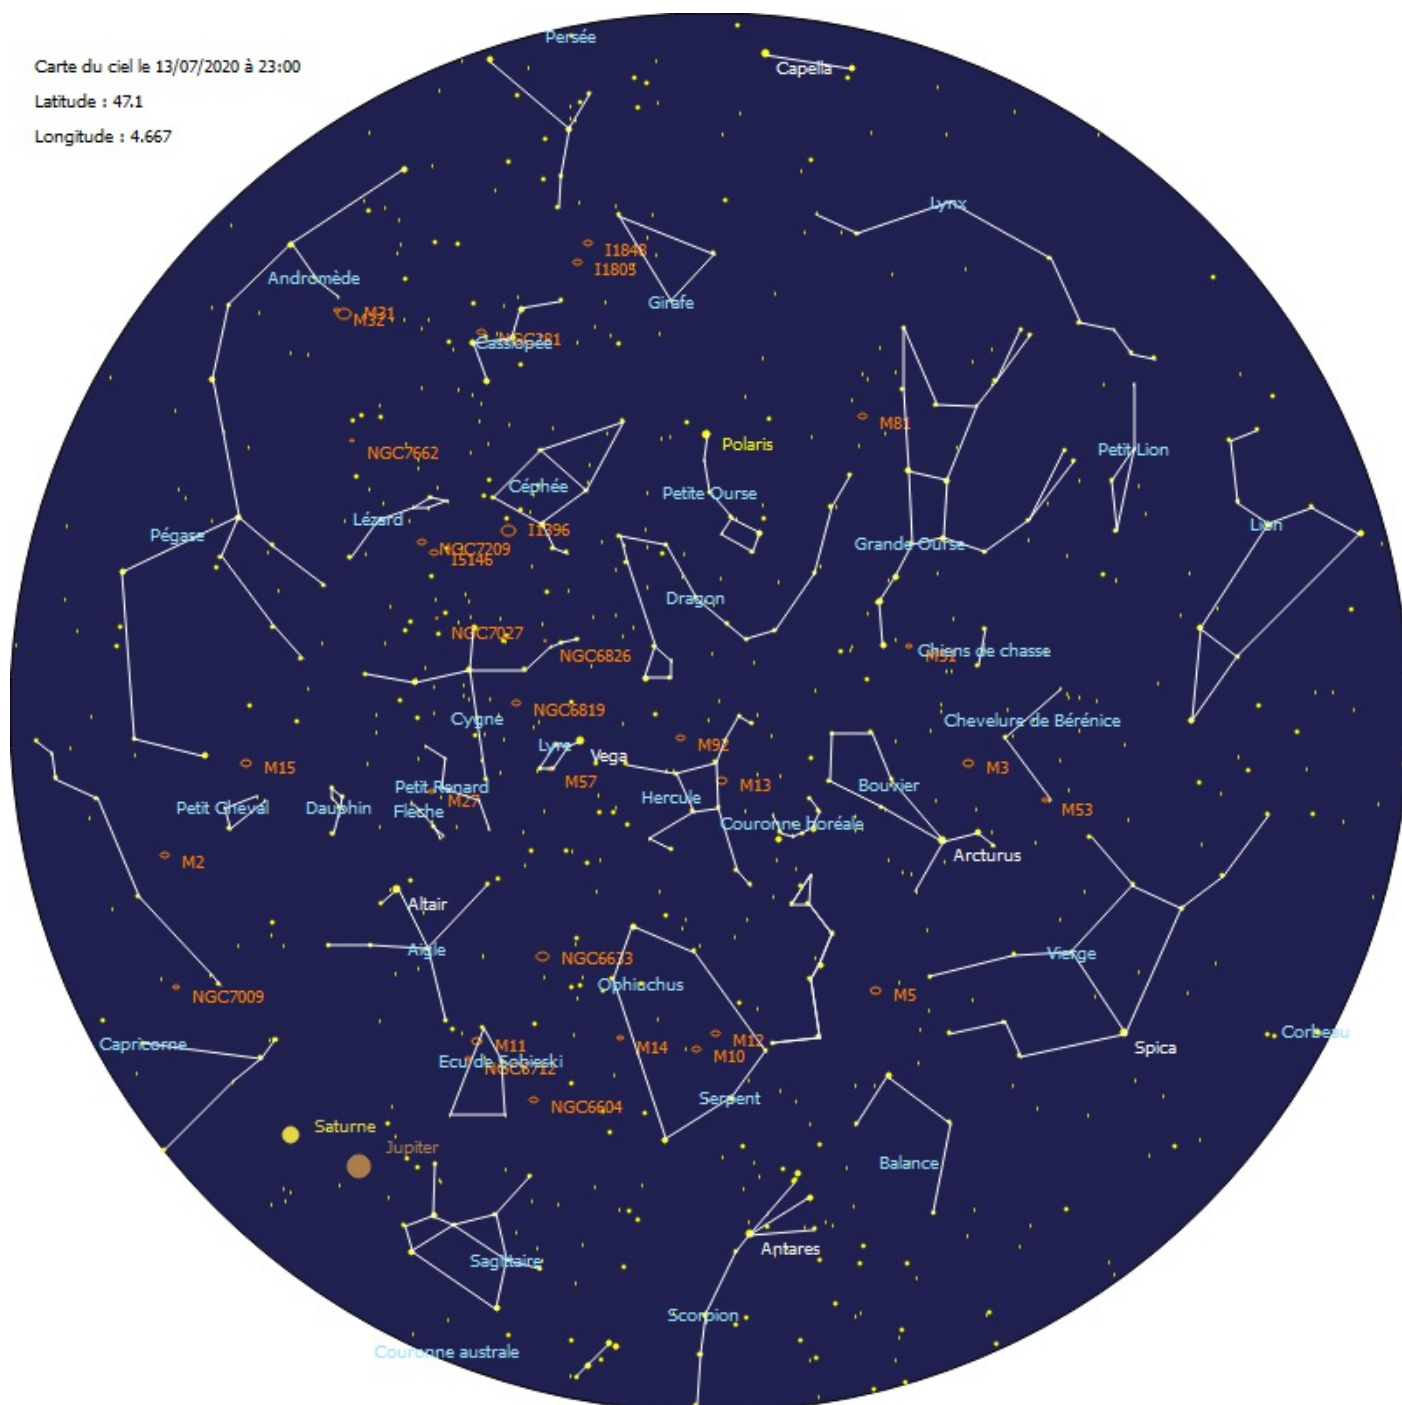 Persée
Carte du ciel le 13/07/2020 à 23:00
Capella
Latitude : 47.1
Longitude : 4.667
Lynx
I1848
I1805
Andromède
Girafe
M31
M32
NGC281
Cassiopée
M81
Polaris
NGC7662
Petit Lion
Céphée
Petite Ourse
Lézard
Lion
Pégase
I1396
Grande Ourse
NGC7209
I5146
Dragon
NGC7027
NGC6826
Chiens de chasse
M51
NGC6819
Cygne
Chevelure de Bérénice
Lyre
Vega
M92
M15
M3
M57
M13
Petit Renard
Bouvier
Hercule
M27
Petit Cheval
Dauphin
Flèche
M53
Couronne boréale
Arcturus
M2
Altair
Aigle
Vierge
NGC6633
Ophiuchus
NGC7009
M5
Capricorne
M11
M14
M12
M10
Corbeau
Spica
Ecu de Sobieski
NGC6712
Serpent
NGC6604
Saturne
Jupiter
Balance
Antares
Sagittaire
Scorpion
Couronne australe